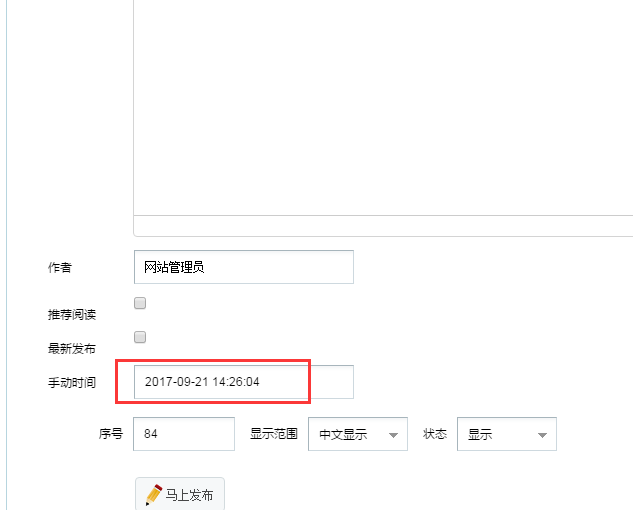 作者 网站管理员
推荐阅读
最新发布
手动时间 2017-09-21 14:26:04
序号 84 显示范围 中文显示 状态 显示
马上发布